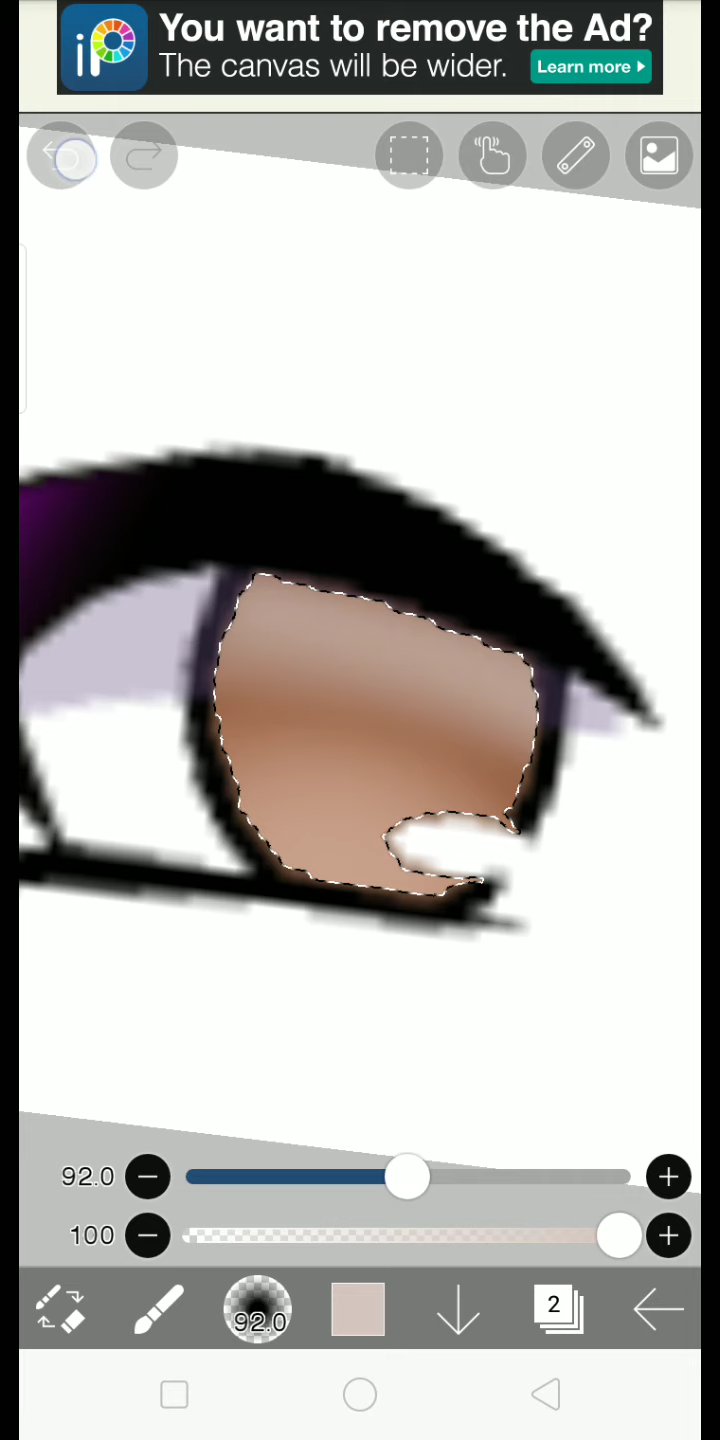 iP
You want to remove the Ad?
The canvas will be wider.
Learn more
92.0
100
92.0
2